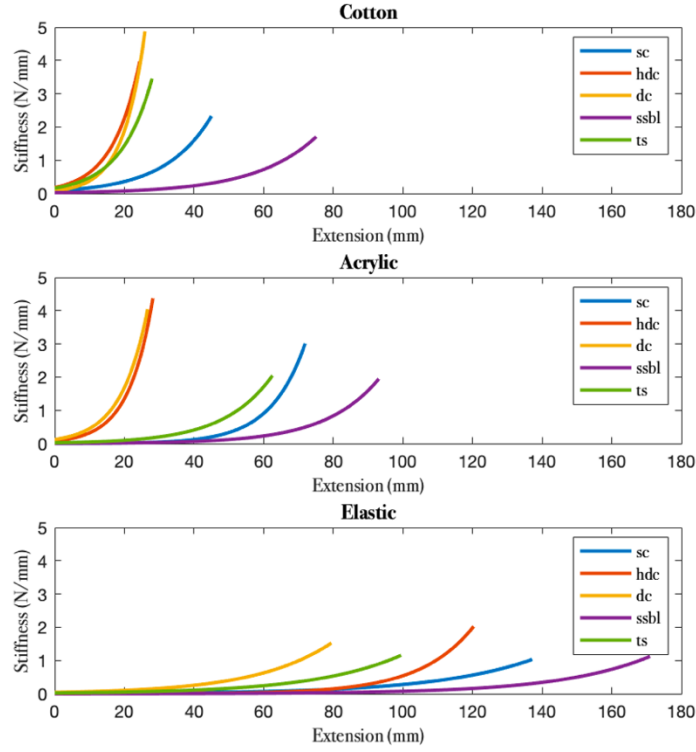 Cotton
5
4
3
2
1
0
Stiffness (N/mm)
sc
hdc
dc
ssbl
ts
0 20 40 60 80 100 120 140 160 180
Extension (mm)
Acrylic
5
4
3
2
1
0
Stiffness (N/mm)
sc
hdc
dc
ssbl
ts
0 20 40 60 80 100 120 140 160 180
Extension (mm)
Elastic
5
4
3
2
1
0
Stiffness (N/mm)
sc
hdc
dc
ssbl
ts
0 20 40 60 80 100 120 140 160 180
Extension (mm)